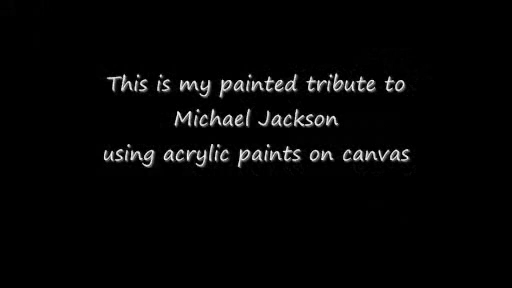 This is my painted tribute to
Michael Jackson
using acrylic paints on canvas